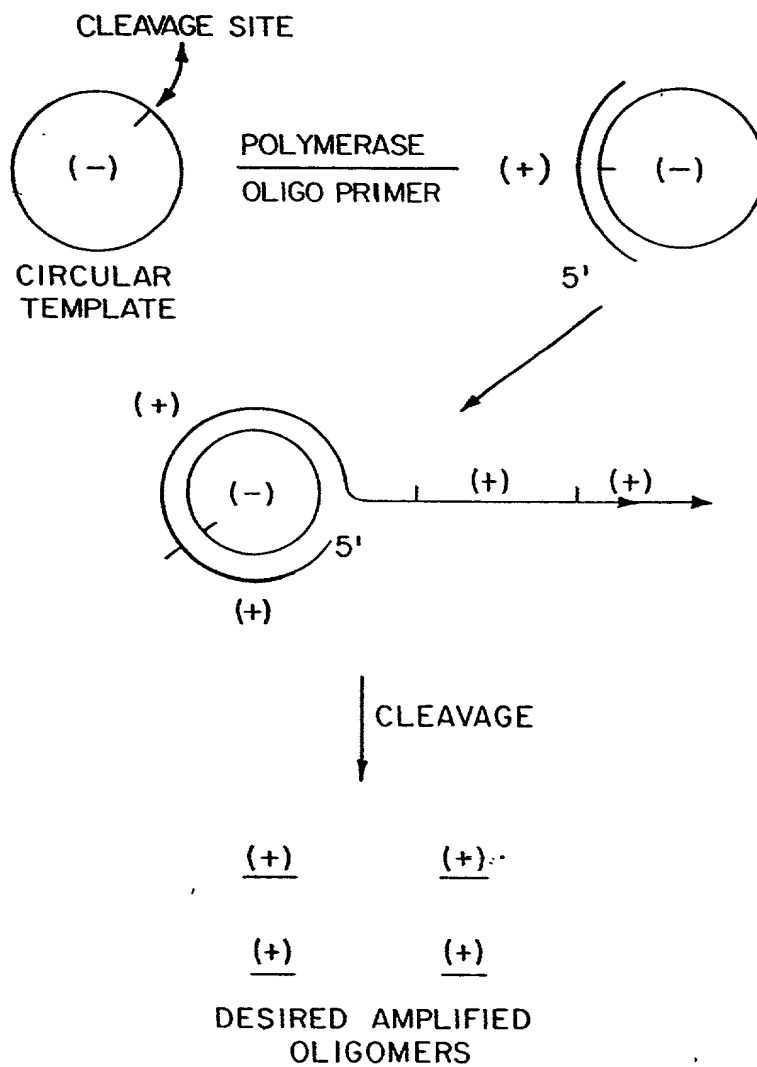 CLEAVAGE SITE
(-)
POLYMERASE
OLIGO PRIMER
(+)
(-)
CIRCULAR
TEMPLATE
5'
(+)
(-)
(+)
(+)
5'
(+)
CLEAVAGE
(+)
(+)
(+)
(+)
DESIRED AMPLIFIED
OLIGOMERS